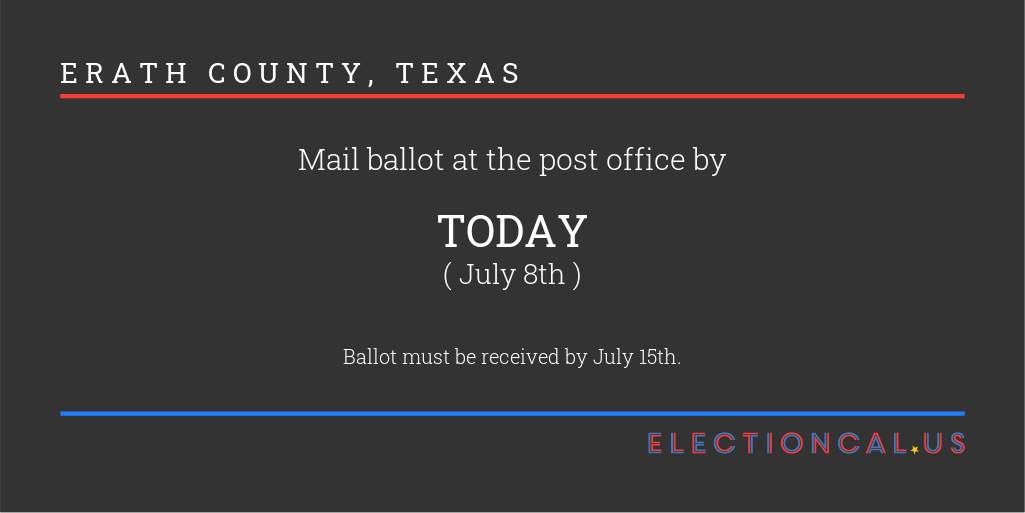 ERATH COUNTY, TEXAS
Mail ballot at the post office by
TODAY
( July 8th )
Ballot must be received by July 15th.
ELECTIONCAL.US